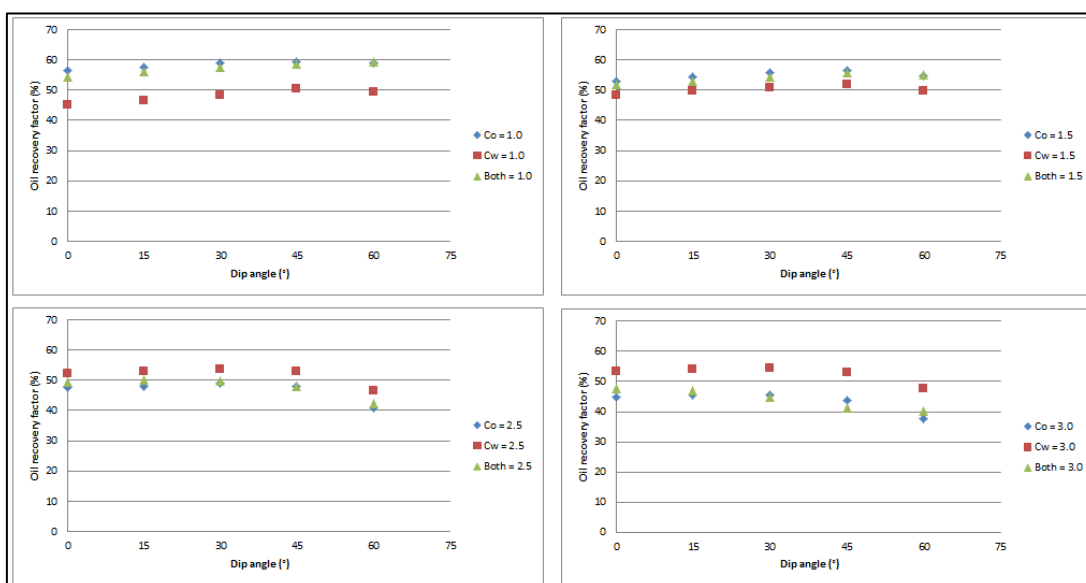 70
60
50
40
30
20
10
0
Oil recovery factor (%)
0 15 30 45 60 75
Dip angle (°)
Co = 1.0
Cw = 1.0
Both = 1.0
70
60
50
40
30
20
10
0
Oil recovery factor (%)
0 15 30 45 60 75
Dip angle (°)
Co = 1.5
Cw = 1.5
Both = 1.5
70
60
50
40
30
20
10
0
Oil recovery factor (%)
0 15 30 45 60 75
Dip angle (°)
Co = 2.5
Cw = 2.5
Both = 2.5
70
60
50
40
30
20
10
0
Oil recovery factor (%)
0 15 30 45 60 75
Dip angle (°)
Co = 3.0
Cw = 3.0
Both = 3.0